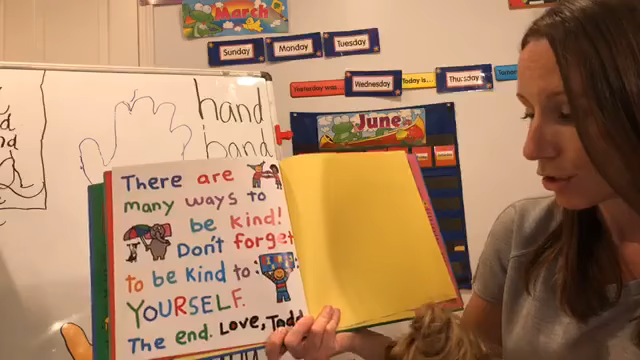 March
Sunday
Monday
Tuesday
Yesterday was...
Wednesday
Today is...
Thursday
June
hand
hand
There are
many ways to
be kind!
Don't forget
to be kind to:
YOURSELF.
The end. Love, Todd